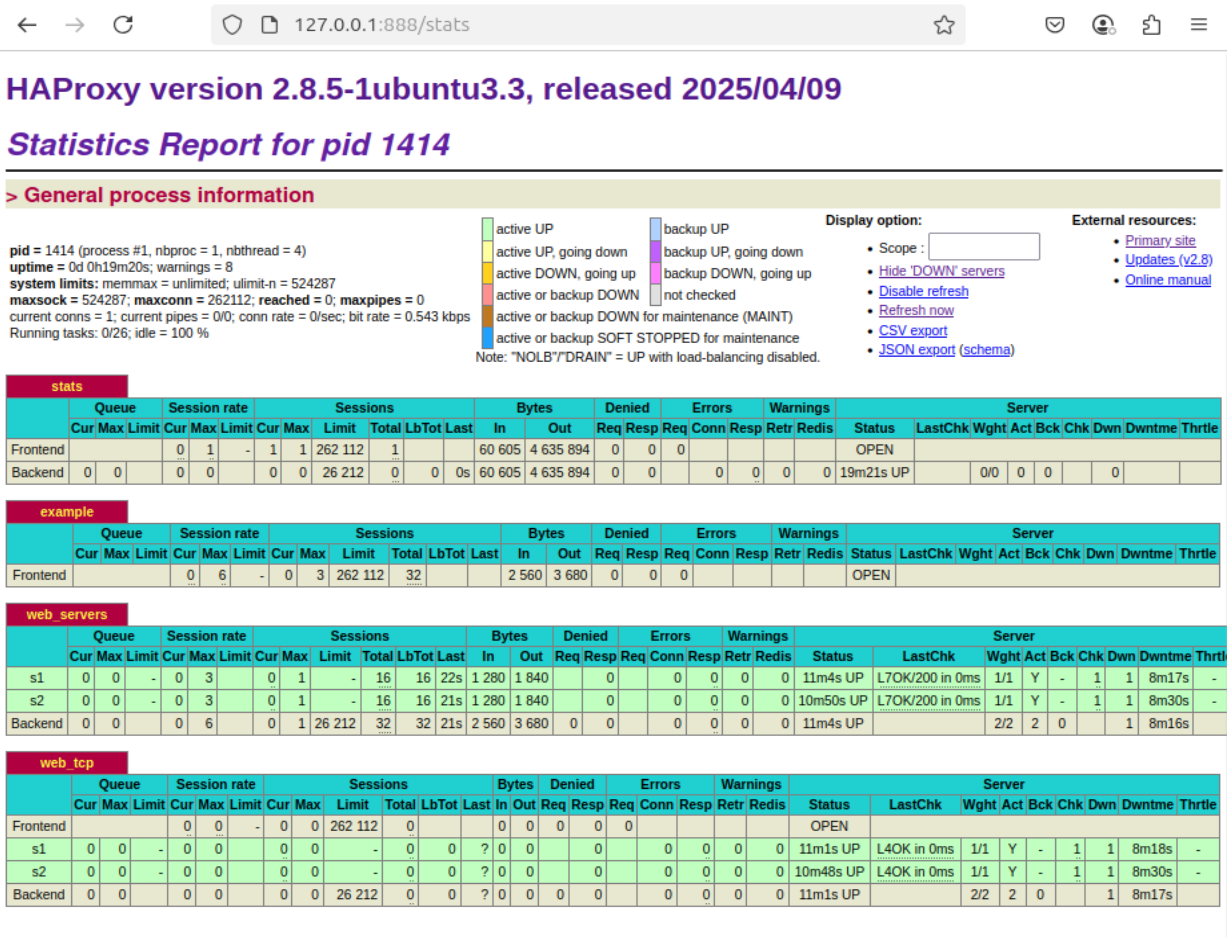 127.0.0.1:888/stats
HAProxy version 2.8.5-1ubuntu3.3, released 2025/04/09
Statistics Report for pid 1414
> General process information
pid = 1414 (process #1, nbproc = 1, nbthread = 4)
uptime = 0d 0h19m20s; warnings = 8
system limits: memmax = unlimited; ulimit-n = 524287
maxsock = 524287; maxconn = 262112; reached = 0; maxpipes = 0
current conns = 1; current pipes = 0/0; conn rate = 0/sec; bit rate = 0.543 kbps
Running tasks: 0/26; idle = 100 %
active UP backup UP
active UP, going down backup UP, going down
active DOWN, going up backup DOWN, going up
active or backup DOWN not checked
active or backup DOWN for maintenance (MAINT)
active or backup SOFT STOPPED for maintenance
Note: "NOLB"/"DRAIN" = UP with load-balancing disabled.
Display option:
• Scope :
• Hide 'DOWN' servers
• Disable refresh
• Refresh now
• CSV export
• JSON export (schema)
External resources:
• Primary site
• Updates (v2.8)
• Online manual
stats
Queue Session rate Sessions Bytes Denied Errors Warnings Server
Cur Max Limit Cur Max Limit Cur Max Limit Total LbTot Last In Out Req Resp Req Conn Resp Retr Redis Status LastChk Wght Act Bck Chk Dwn Dwntme Thrtle
Frontend 0 1 - 1 1 262 112 1 60 605 4 635 894 0 0 0 OPEN
Backend 0 0 0 0 0 0 26 212 0 0 0s 60 605 4 635 894 0 0 0 0 0 0 19m21s UP 0/0 0 0 0
example
Queue Session rate Sessions Bytes Denied Errors Warnings Server
Cur Max Limit Cur Max Limit Cur Max Limit Total LbTot Last In Out Req Resp Req Conn Resp Retr Redis Status LastChk Wght Act Bck Chk Dwn Dwntme Thrtle
Frontend 0 6 - 0 3 262 112 32 2 560 3 680 0 0 0 OPEN
web_servers
Queue Session rate Sessions Bytes Denied Errors Warnings Server
Cur Max Limit Cur Max Limit Cur Max Limit Total LbTot Last In Out Req Resp Req Conn Resp Retr Redis Status LastChk Wght Act Bck Chk Dwn Dwntme Thrtle
s1 0 0 - 0 3 0 1 - 16 16 22s 1 280 1 840 0 0 0 0 0 11m4s UP L7OK/200 in 0ms 1/1 Y - 1 1 8m17s -
s2 0 0 - 0 3 0 1 - 16 16 21s 1 280 1 840 0 0 0 0 0 10m50s UP L7OK/200 in 0ms 1/1 Y - 1 1 8m30s -
Backend 0 0 0 6 0 1 26 212 32 32 21s 2 560 3 680 0 0 0 0 0 0 11m4s UP 2/2 2 0 1 8m16s
web_tcp
Queue Session rate Sessions Bytes Denied Errors Warnings Server
Cur Max Limit Cur Max Limit Cur Max Limit Total LbTot Last In Out Req Resp Req Conn Resp Retr Redis Status LastChk Wght Act Bck Chk Dwn Dwntme Thrtle
Frontend 0 0 - 0 0 262 112 0 0 0 0 0 0 OPEN
s1 0 0 - 0 0 0 0 - 0 0 ? 0 0 0 0 0 0 0 11m1s UP L4OK in 0ms 1/1 Y - 1 1 8m18s -
s2 0 0 - 0 0 0 0 - 0 0 ? 0 0 0 0 0 0 0 10m48s UP L4OK in 0ms 1/1 Y - 1 1 8m30s -
Backend 0 0 0 0 0 0 26 212 0 0 ? 0 0 0 0 0 0 0 0 11m1s UP 2/2 2 0 1 8m17s